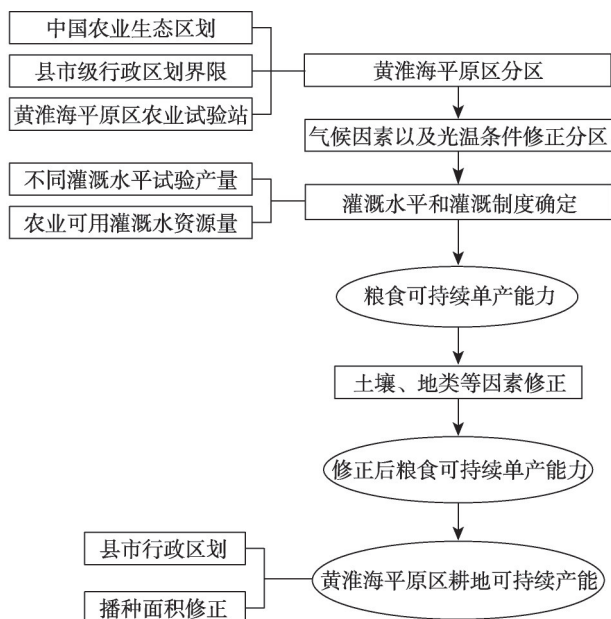 中国农业生态区划
县市级行政区划界限
黄淮海平原区农业试验站
黄淮海平原区分区
气候因素以及光温条件修正分区
不同灌溉水平试验产量
农业可用灌溉水资源量
灌溉水平和灌溉制度确定
粮食可持续单产能力
土壤、地类等因素修正
修正后粮食可持续单产能力
县市行政区划
播种面积修正
黄淮海平原区耕地可持续产能